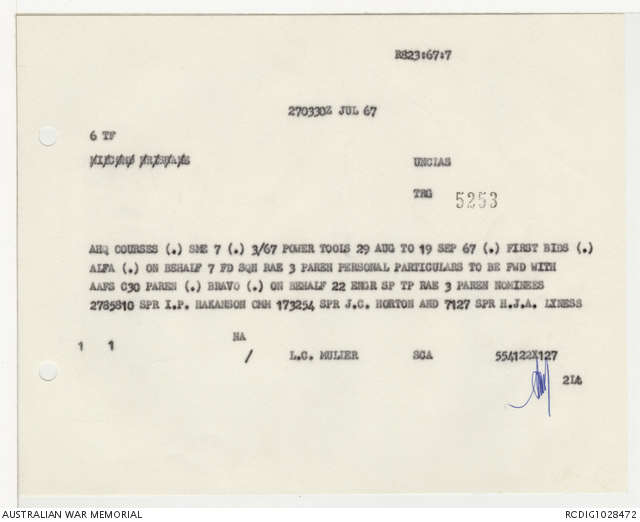 R823:67:7
270330Z JUL 67
6 TF
UNCLAS
TRG 5253
AHQ COURSES (.) SME 7 (.) 3/67 POWER TOOLS 29 AUG TO 19 SEP 67 (.) FIRST BIDS (.)
ALFA (.) ON BEHALF 7 FD SQN RAE 3 PAREN PERSONAL PARTICULARS TO BE FWD WITH
AAFS C30 PAREN (.) BRAVO (.) ON BEHALF 22 ENGR SP TP RAE 3 PAREN NOMINEES
2785810 SPR I.P. HAKANSON CMM 173254 SPR J.C. HORTON AND 7127 SPR H.J.A. LYNESS
NA
1 1
/ L.C. MULLER SGA 554122X127
2Lt
AUSTRALIAN WAR MEMORIAL
RCDIG1028472